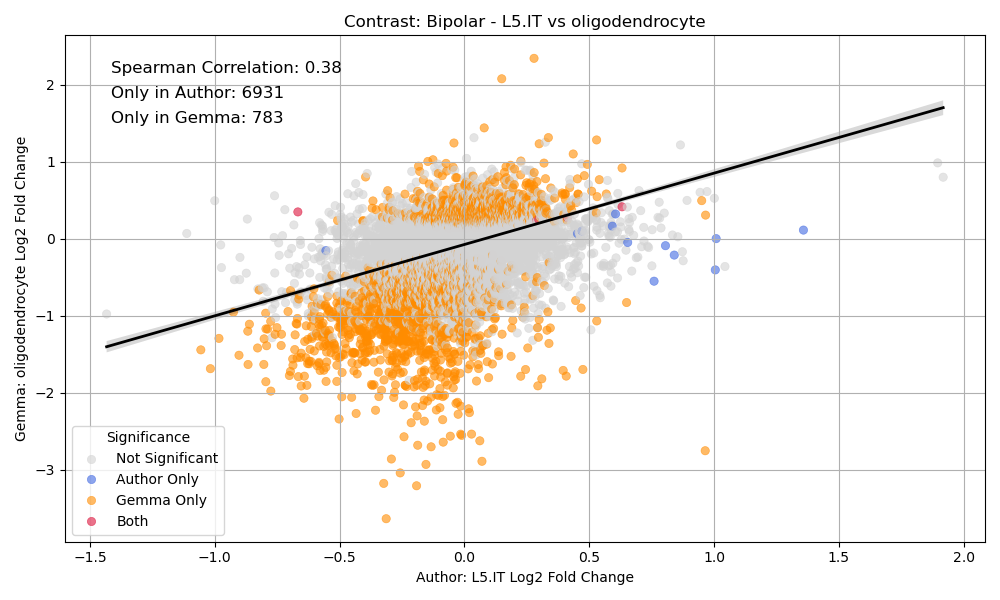 Contrast: Bipolar - L5.IT vs oligodendrocyte
Spearman Correlation: 0.38
Only in Author: 6931
Only in Gemma: 783
Gemma: oligodendrocyte Log2 Fold Change
2
1
0
−1
−2
−3
Significance
Not Significant
Author Only
Gemma Only
Both
−1.5 −1.0 −0.5 0.0 0.5 1.0 1.5 2.0
Author: L5.IT Log2 Fold Change